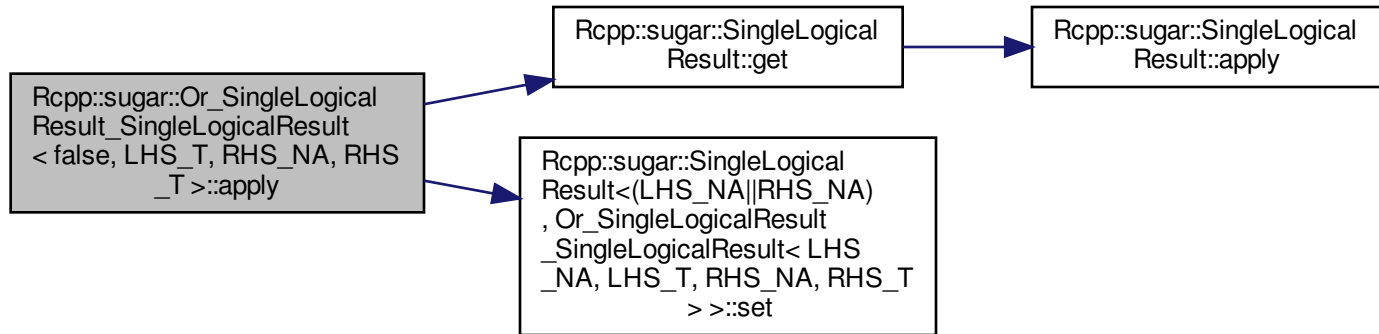 Rcpp::sugar::Or_SingleLogical
Result_SingleLogicalResult
< false, LHS_T, RHS_NA, RHS
_T >::apply
Rcpp::sugar::SingleLogical
Result::get
Rcpp::sugar::SingleLogical
Result::apply
Rcpp::sugar::SingleLogical
Result<(LHS_NA||RHS_NA)
, Or_SingleLogicalResult
_SingleLogicalResult< LHS
_NA, LHS_T, RHS_NA, RHS_T
> >::set